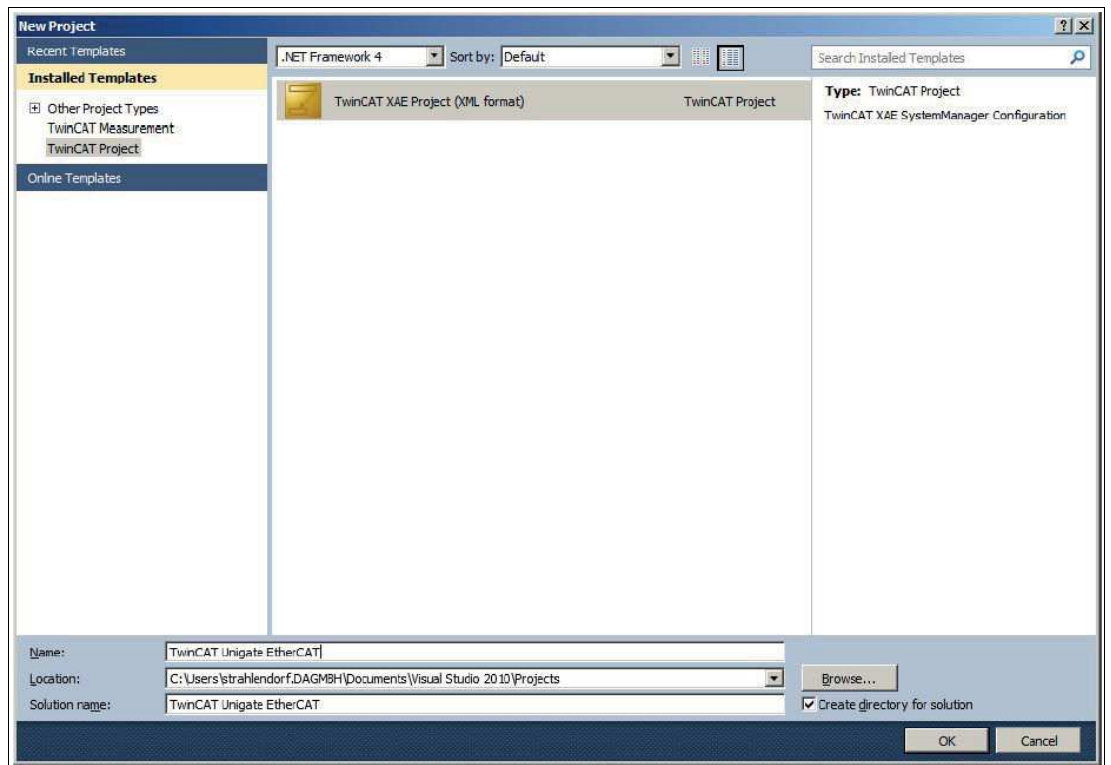 New Project
Recent Templates
Installed Templates
Other Project Types
TwinCAT Measurement
TwinCAT Project
Online Templates
.NET Framework 4
Sort by: Default
Search Installed Templates
TwinCAT XAE Project (XML format) TwinCAT Project
Type: TwinCAT Project
TwinCAT XAE SystemManager Configuration
Name: TwinCAT Unigate EtherCAT
Location: C:\Users\strahlendorf.DAGMBH\Documents\Visual Studio 2010\Projects
Browse...
Solution name: TwinCAT Unigate EtherCAT
Create directory for solution
OK Cancel